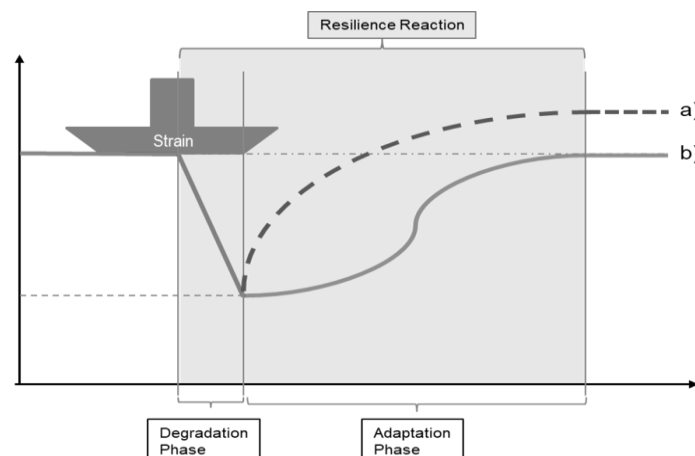 Resilience Reaction
Strain
a)
b)
Degradation
Phase
Adaptation
Phase